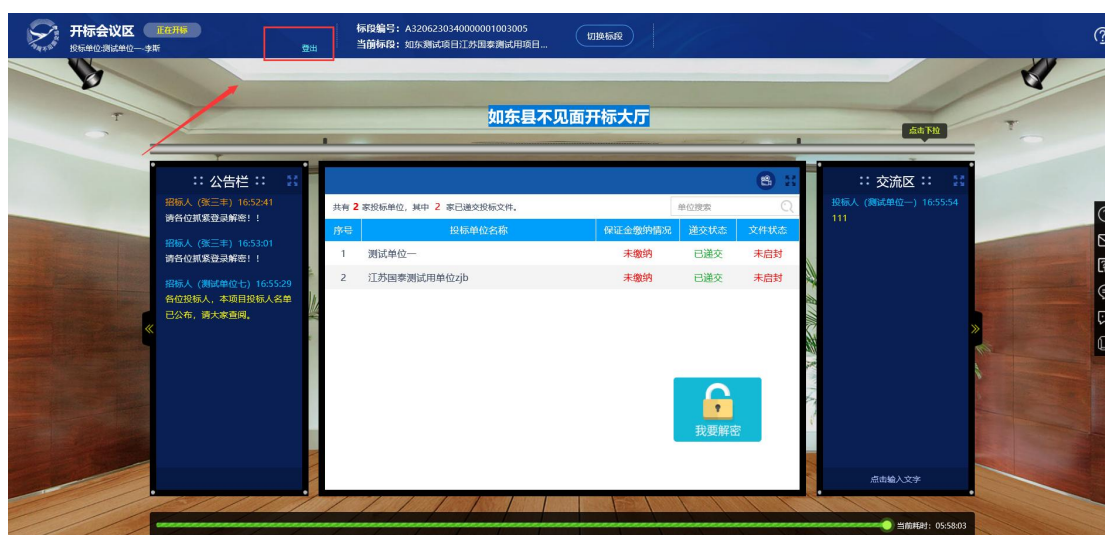 开标会议区 正在开标
投标单位:测试单位一-李斯
登出
标段编号: A3206230340000001003005
当前标段: 如东测试项目江苏国泰测试用项目...
切换标段
如东县不见面开标大厅
点击下拉
:: 公告栏 ::
招标人 (张三丰) 16:52:41
请各位抓紧登录解密! !
招标人 (张三丰) 16:53:01
请各位抓紧登录解密! !
招标人 (测试单位七) 16:55:29
各位投标人, 本项目投标人名单
已公布, 请大家查阅。
共有 2 家投标单位, 其中 2 家已递交投标文件。
单位搜索
序号 投标单位名称 保证金缴纳情况 递交状态 文件状态
1 测试单位一 未缴纳 已递交 未启封
2 江苏国泰测试用单位zjb 未缴纳 已递交 未启封
我要解密
:: 交流区 ::
投标人 (测试单位一) 16:55:54
111
点击输入文字
当前耗时: 05:58:03